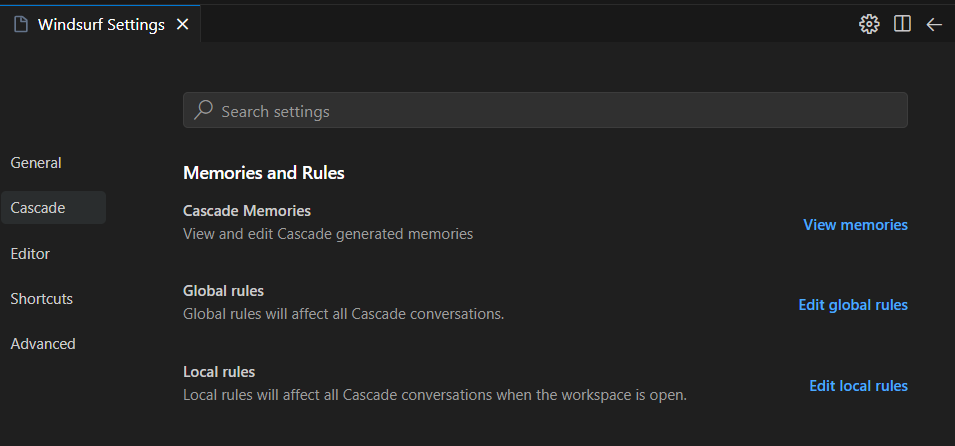 Windsurf Settings
Search settings
General
Cascade
Editor
Shortcuts
Advanced
Memories and Rules
Cascade Memories
View and edit Cascade generated memories
View memories
Global rules
Global rules will affect all Cascade conversations.
Edit global rules
Local rules
Local rules will affect all Cascade conversations when the workspace is open.
Edit local rules